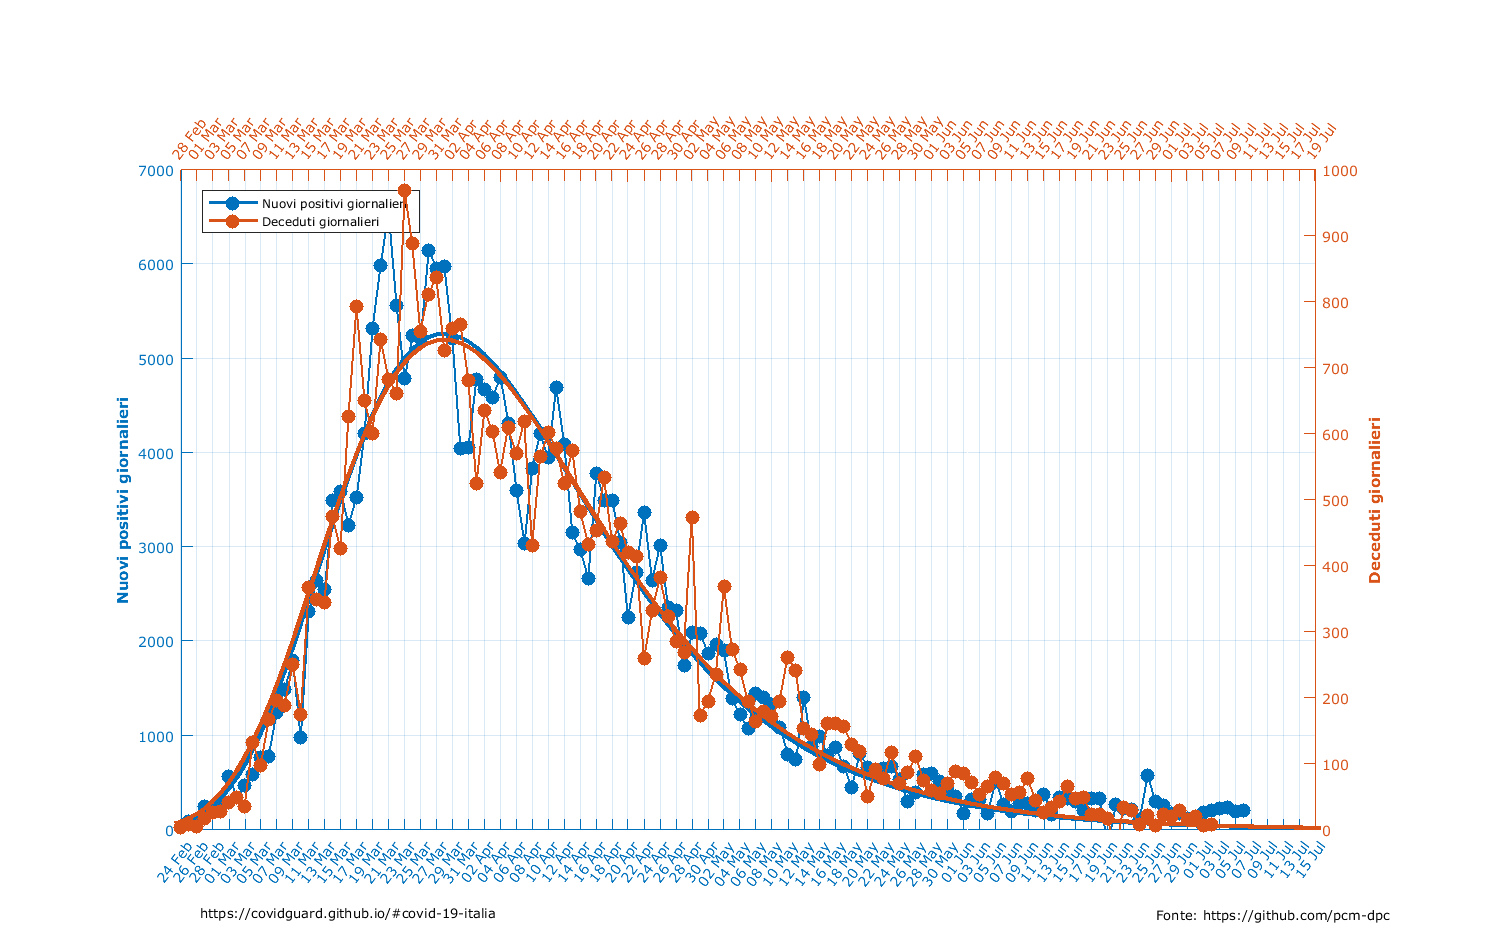 28 Feb 01 Mar 03 Mar 05 Mar 07 Mar 09 Mar 11 Mar 13 Mar 15 Mar 17 Mar 19 Mar 21 Mar 23 Mar 25 Mar 27 Mar 29 Mar 31 Mar 02 Apr 04 Apr 06 Apr 08 Apr 10 Apr 12 Apr 14 Apr 16 Apr 18 Apr 20 Apr 22 Apr 24 Apr 26 Apr 28 Apr 30 Apr 02 May 04 May 06 May 08 May 10 May 12 May 14 May 16 May 18 May 20 May 22 May 24 May 26 May 28 May 30 May 01 Jun 03 Jun 05 Jun 07 Jun 09 Jun 11 Jun 13 Jun 15 Jun 17 Jun 19 Jun 21 Jun 23 Jun 25 Jun 27 Jun 29 Jun 01 Jul 03 Jul 05 Jul 07 Jul 09 Jul 11 Jul 13 Jul 15 Jul 17 Jul 19 Jul
7000
6000
5000
4000
3000
2000
1000
0
Nuovi positivi giornalieri
Nuovi positivi giornalieri
Deceduti giornalieri
1000
900
800
700
600
500
400
300
200
100
0
Deceduti giornalieri
24 Feb 26 Feb 28 Feb 01 Mar 03 Mar 05 Mar 07 Mar 09 Mar 11 Mar 13 Mar 15 Mar 17 Mar 19 Mar 21 Mar 23 Mar 25 Mar 27 Mar 29 Mar 31 Mar 02 Apr 04 Apr 06 Apr 08 Apr 10 Apr 12 Apr 14 Apr 16 Apr 18 Apr 20 Apr 22 Apr 24 Apr 26 Apr 28 Apr 30 Apr 02 May 04 May 06 May 08 May 10 May 12 May 14 May 16 May 18 May 20 May 22 May 24 May 26 May 28 May 30 May 01 Jun 03 Jun 05 Jun 07 Jun 09 Jun 11 Jun 13 Jun 15 Jun 17 Jun 19 Jun 21 Jun 23 Jun 25 Jun 27 Jun 29 Jun 01 Jul 03 Jul 05 Jul 07 Jul 09 Jul 11 Jul 13 Jul 15 Jul
https://covidguard.github.io/#covid-19-italia
Fonte: https://github.com/pcm-dpc